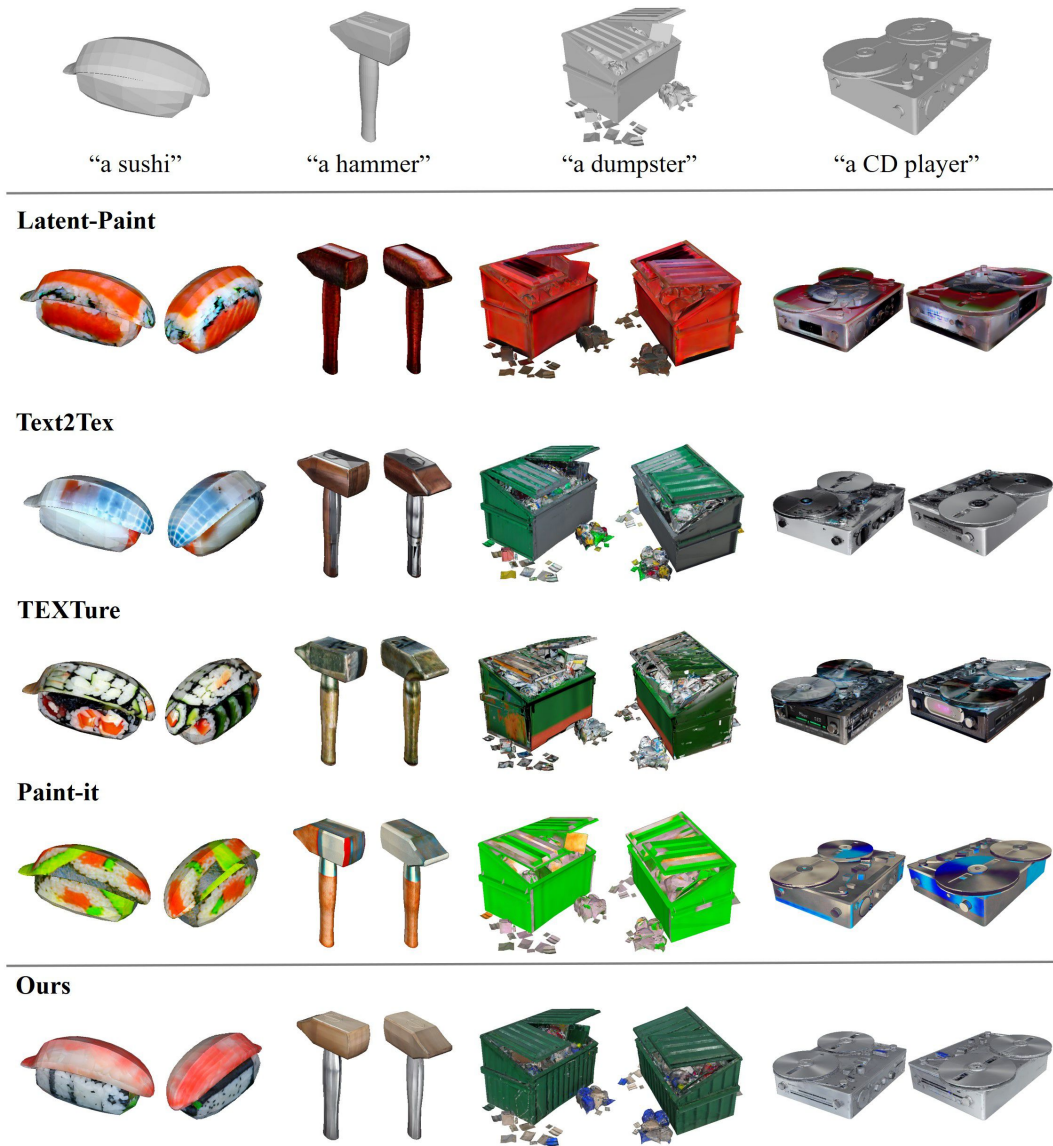 “a sushi” “a hammer” “a dumpster” “a CD player”
Latent-Paint
Text2Tex
TEXTure
Paint-it
Ours